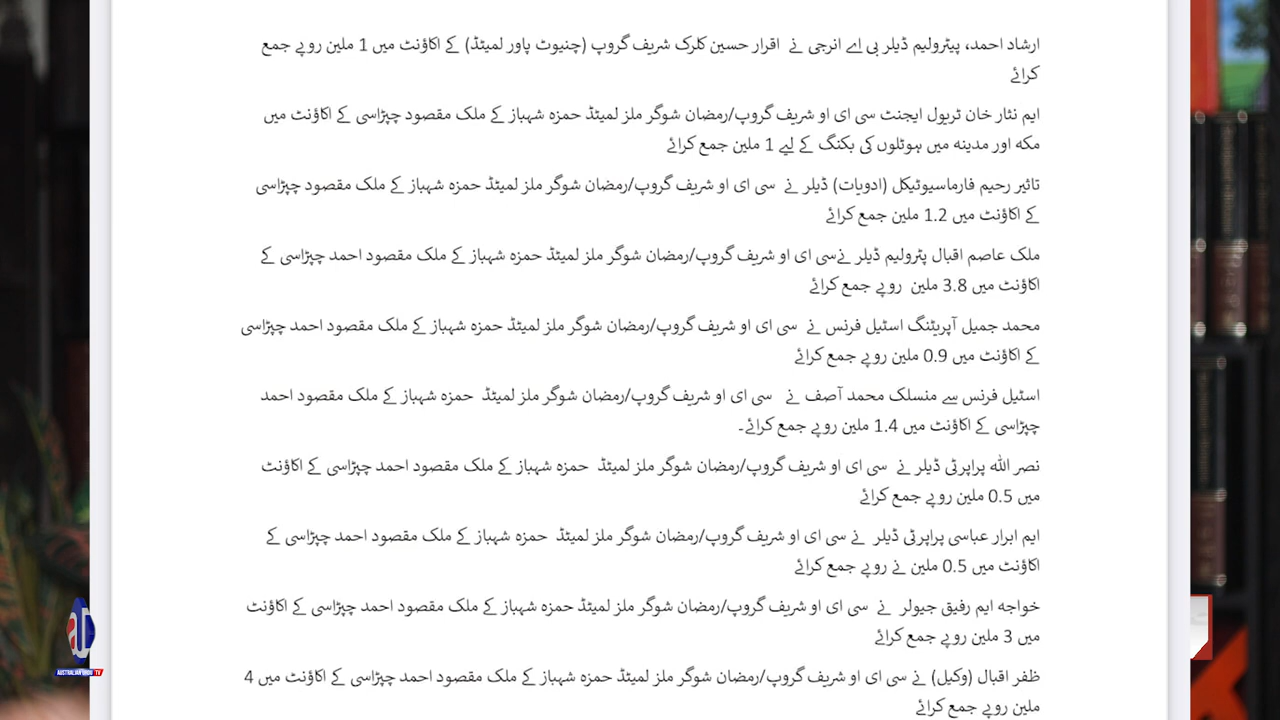 ارشاد احمد، پیٹرولیم ڈیلر بی اے انرجی نے اقرار حسین کلرک شریف گروپ (چنیوٹ پاور لمیٹڈ) کے اکاؤنٹ میں 1 ملین روپے جمع
کرائے
ایم نثار خان ٹریول ایجنٹ سی ای او شریف گروپ/رمضان شوگر ملز لمیٹڈ حمزہ شہباز کے ملک مقصود چپڑاسی کے اکاؤنٹ میں
مکہ اور مدینہ میں ہوٹلوں کی بکنگ کے لیے 1 ملین جمع کرائے
تاثیر رحیم فارماسیوٹیکل (ادویات) ڈیلر نے سی ای او شریف گروپ/رمضان شوگر ملز لمیٹڈ حمزہ شہباز کے ملک مقصود چپڑاسی
کے اکاؤنٹ میں 1.2 ملین جمع کرائے
ملک عاصم اقبال پٹرولیم ڈیلر نےسی ای او شریف گروپ/رمضان شوگر ملز لمیٹڈ حمزہ شہباز کے ملک مقصود احمد چپڑاسی کے
اکاؤنٹ میں 3.8 ملین روپے جمع کرائے
محمد جمیل آپریٹنگ اسٹیل فرنس نے سی ای او شریف گروپ/رمضان شوگر ملز لمیٹڈ حمزہ شہباز کے ملک مقصود احمد چپڑاسی
کے اکاؤنٹ میں 0.9 ملین روپے جمع کرائے
اسٹیل فرنس سے منسلک محمد آصف نے سی ای او شریف گروپ/رمضان شوگر ملز لمیٹڈ حمزہ شہباز کے ملک مقصود احمد
چپڑاسی کے اکاؤنٹ میں 1.4 ملین روپے جمع کرائے۔
نصر اللہ پراپرٹی ڈیلر نے سی ای او شریف گروپ/رمضان شوگر ملز لمیٹڈ حمزہ شہباز کے ملک مقصود احمد چپڑاسی کے اکاؤنٹ
میں 0.5 ملین روپے جمع کرائے
ایم ابرار عباسی پراپرٹی ڈیلر نے سی ای او شریف گروپ/رمضان شوگر ملز لمیٹڈ حمزہ شہباز کے ملک مقصود احمد چپڑاسی کے
اکاؤنٹ میں 0.5 ملین نے روپے جمع کرائے
خواجہ ایم رفیق جیولر نے سی ای او شریف گروپ/رمضان شوگر ملز لمیٹڈ حمزہ شہباز کے ملک مقصود احمد چپڑاسی کے اکاؤنٹ
میں 3 ملین روپے جمع کرائے
ظفر اقبال (وکیل) نے سی ای او شریف گروپ/رمضان شوگر ملز لمیٹڈ حمزہ شہباز کے ملک مقصود احمد چپڑاسی کے اکاؤنٹ میں 4
ملین روپے جمع کرائے
AUSTRALIAN URDU TV